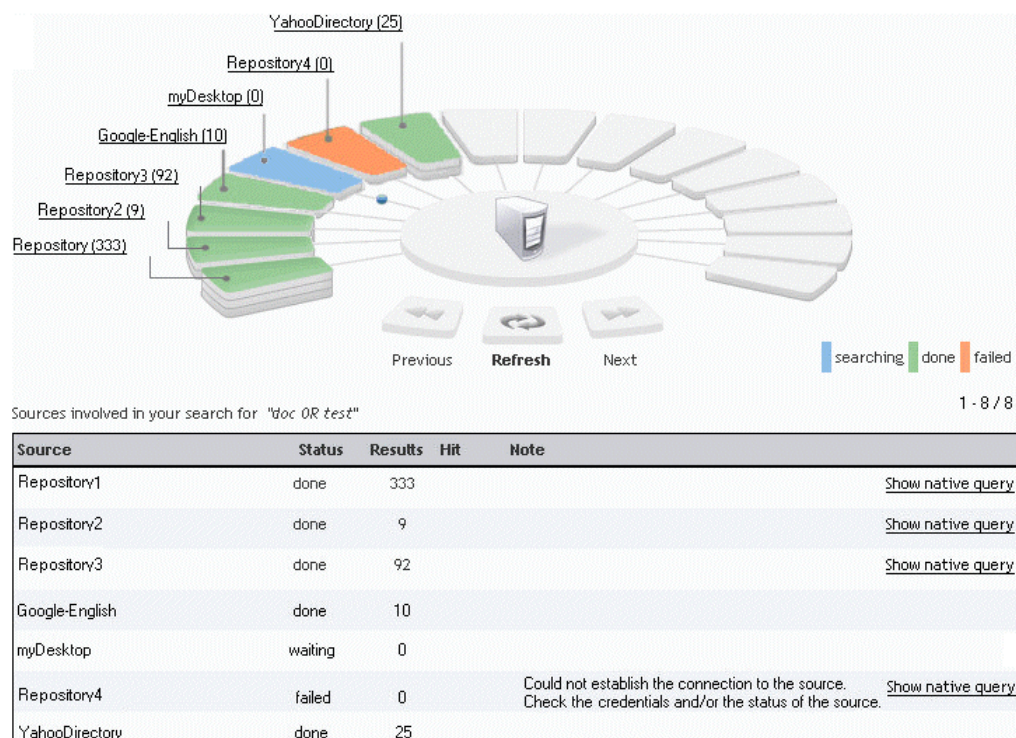 YahooDirectory (25)
Repository4 (0)
myDesktop (0)
Google-English (10)
Repository3 (92)
Repository2 (9)
Repository (333)
Previous Refresh Next
searching done failed
1 - 8 / 8
Sources involved in your search for "doc OR test"
Source Status Results Hit Note
Repository1 done 333 Show native query
Repository2 done 9 Show native query
Repository3 done 92 Show native query
Google-English done 10
myDesktop waiting 0
Repository4 failed 0 Could not establish the connection to the source. Show native query
Check the credentials and/or the status of the source.
YahooDirectory done 25